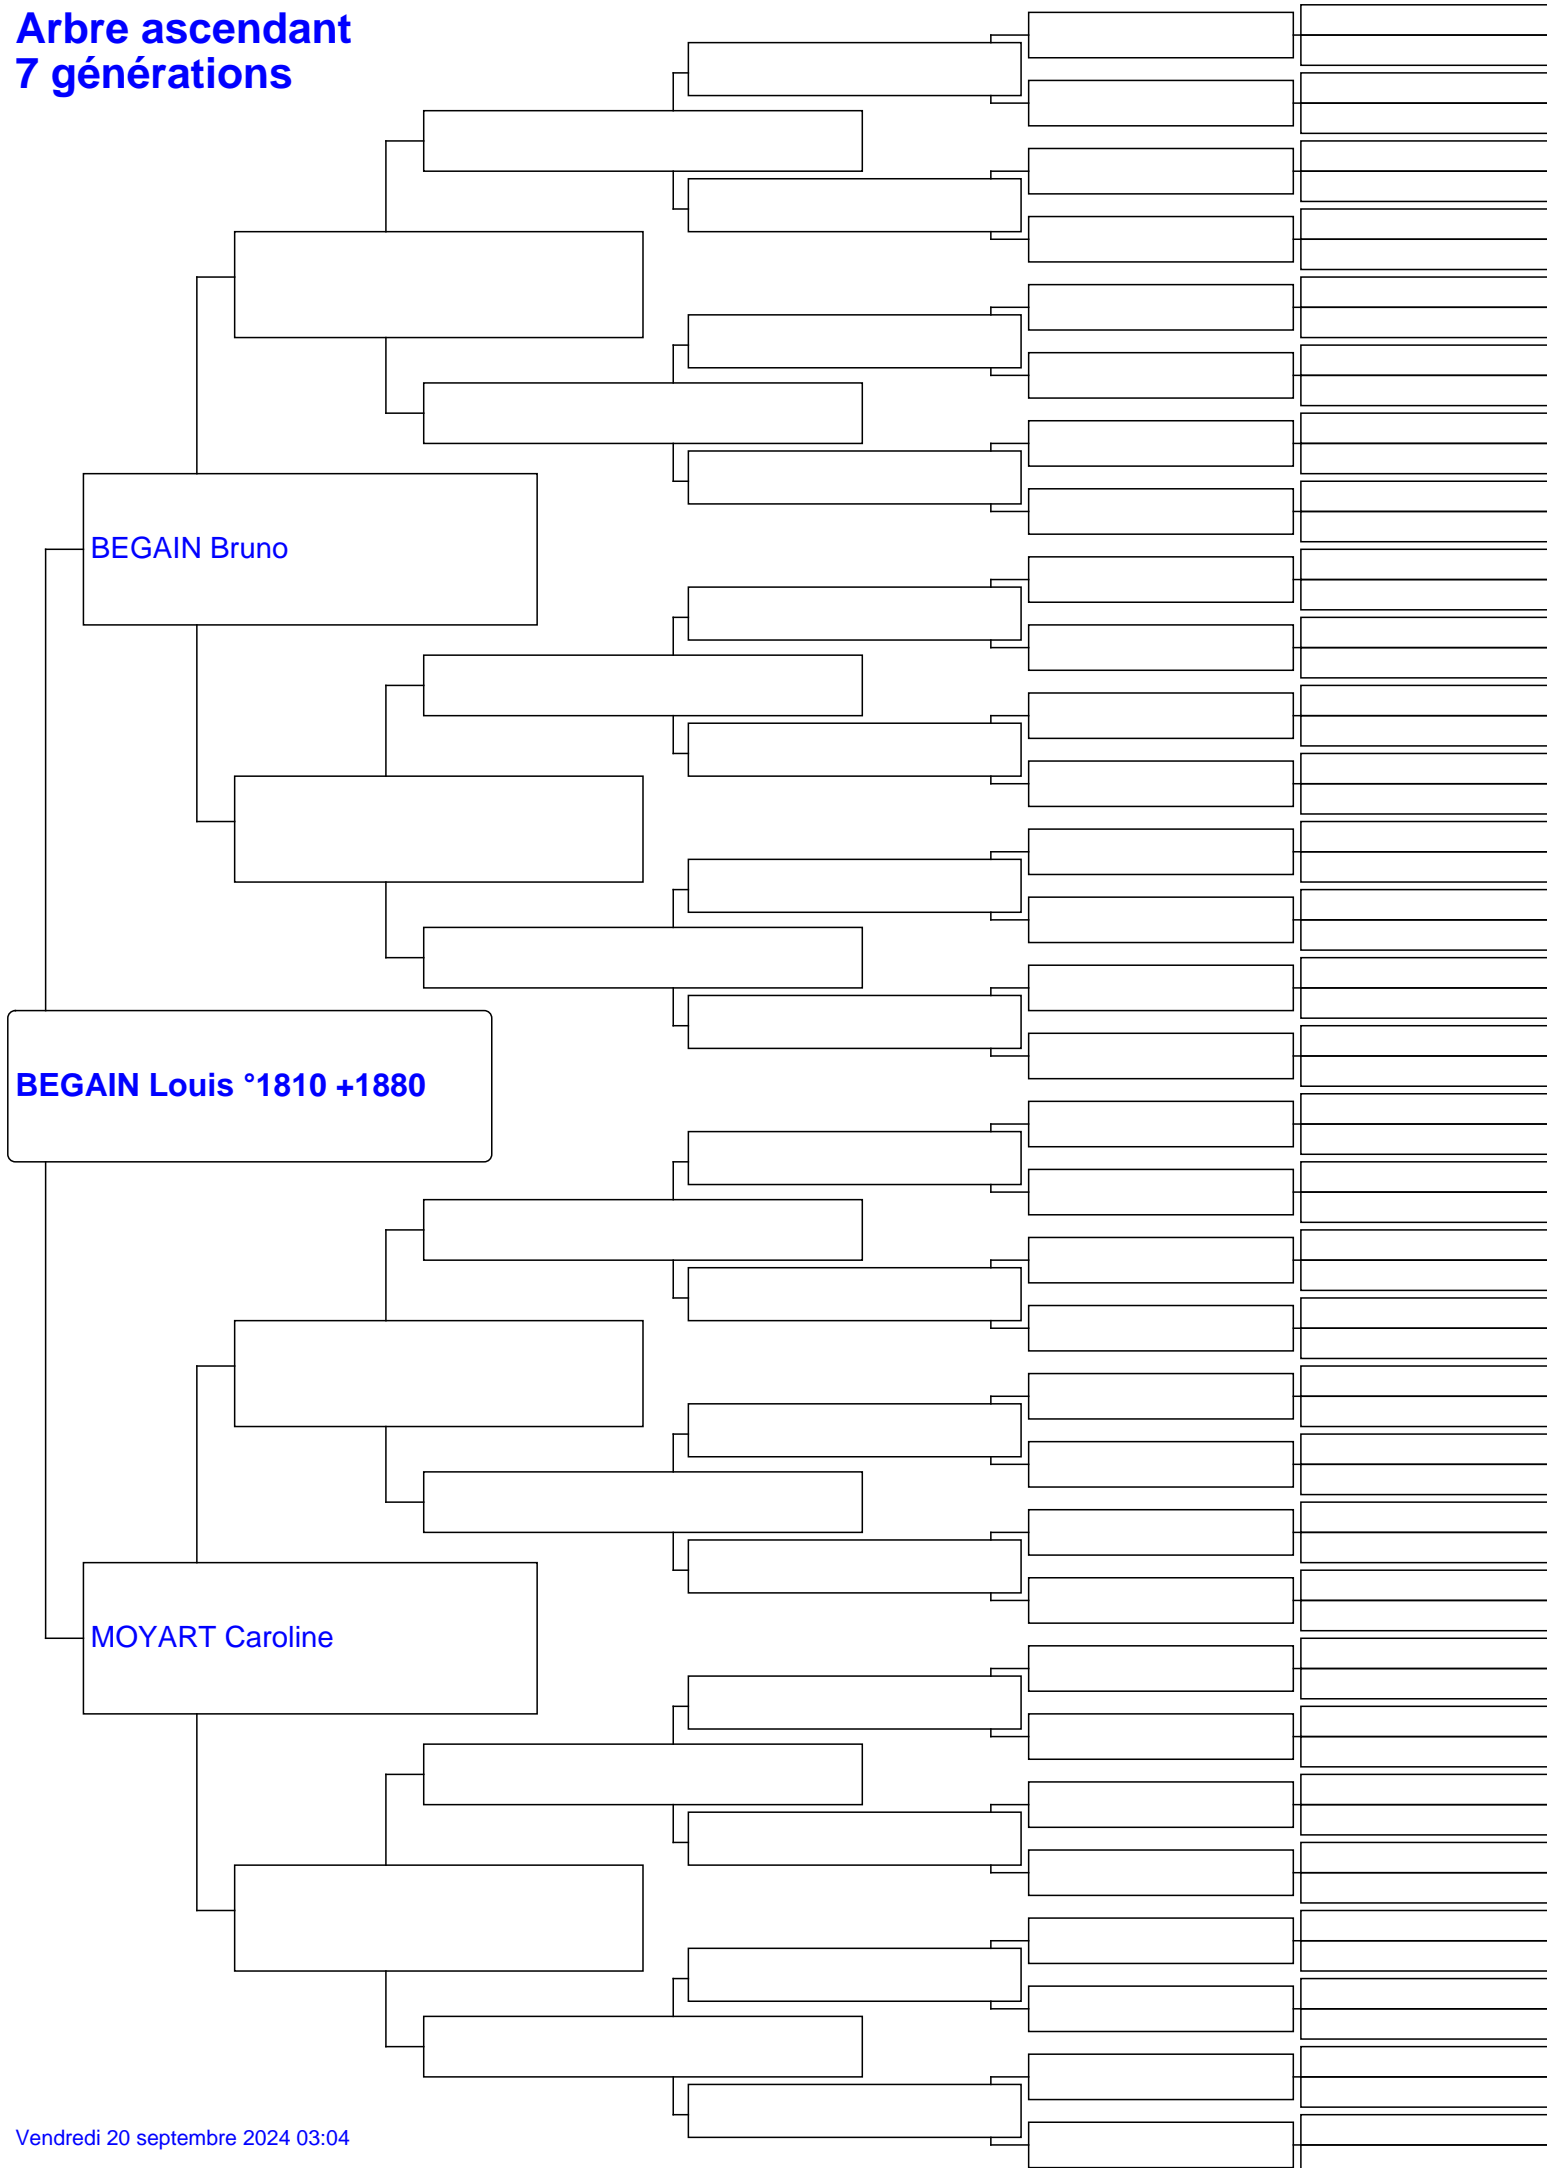 Arbre ascendant
7 générations
BEGAIN Bruno
BEGAIN Louis °1810 +1880
MOYART Caroline
Vendredi 20 septembre 2024 03:04